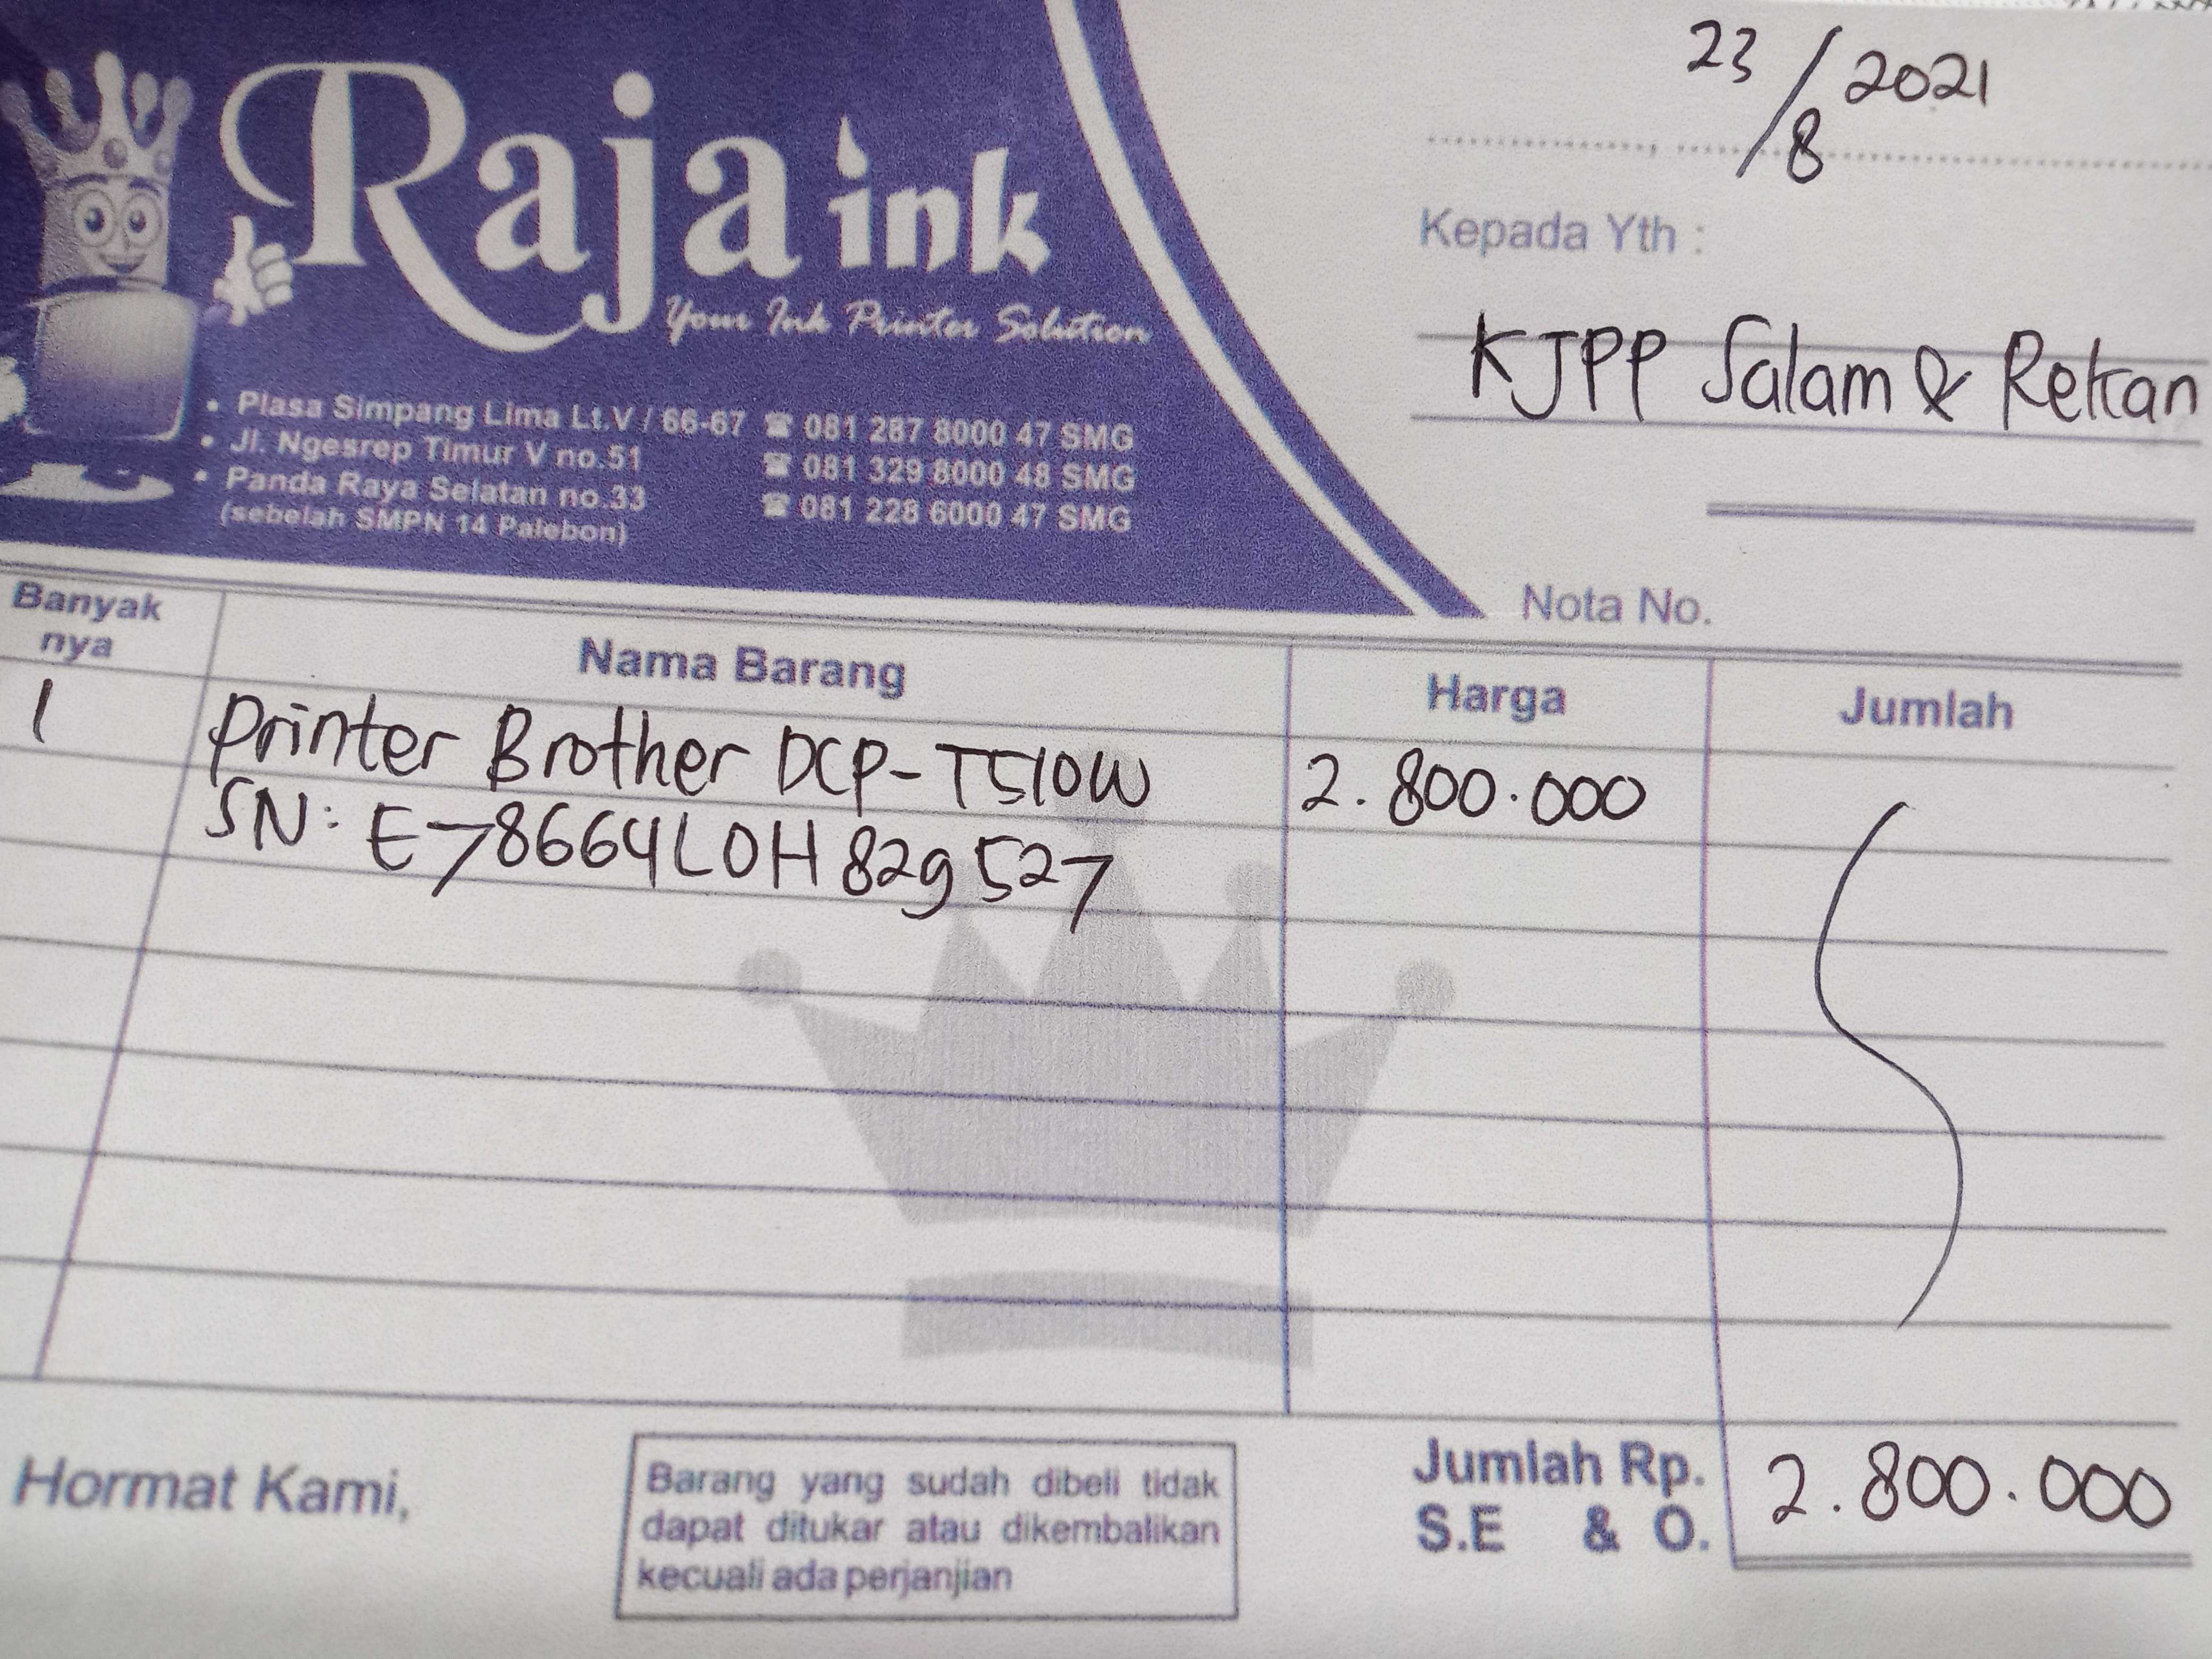 Raja ink
Your Ink Printer Solution
• Plasa Simpang Lima Lt.V / 66-67 ☎ 081 287 8000 47 SMG
• Jl. Ngesrep Timur V no.51 ☎ 081 329 8000 48 SMG
• Panda Raya Selatan no.33 ☎ 081 228 6000 47 SMG
(sebelah SMPN 14 Palebon)
23/8 2021
Kepada Yth :
KJPP Salam & Rekan
Nota No.
Banyak nya Nama Barang Harga Jumlah
1 Printer Brother DCP-T510W 2.800.000
SN: E78664L0H829527
Hormat Kami,
Barang yang sudah dibeli tidak
dapat ditukar atau dikembalikan
kecuali ada perjanjian
Jumlah Rp. 2.800.000
S.E & O.